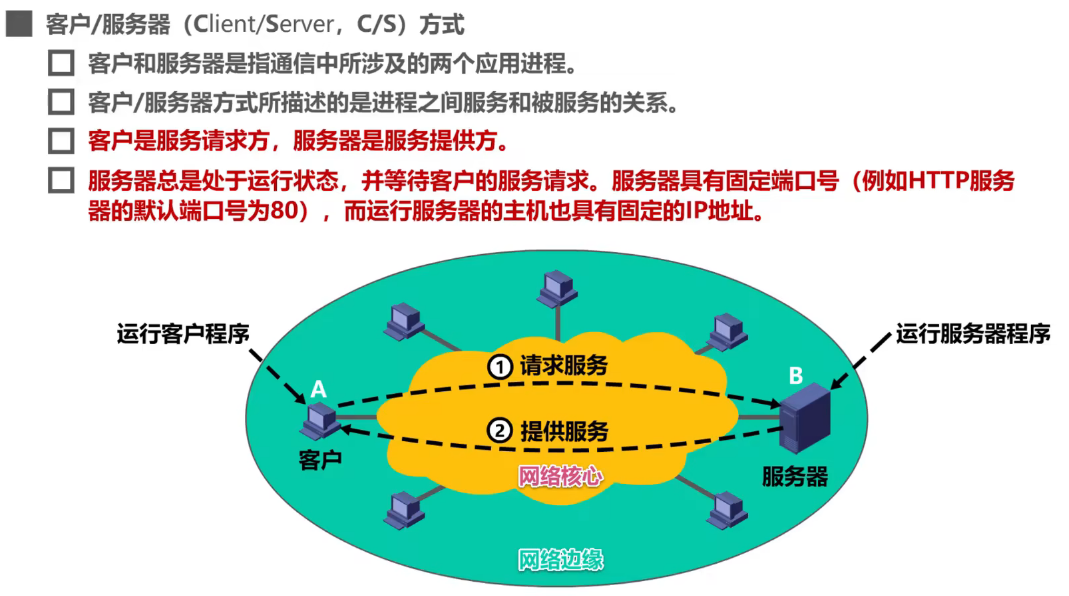 客户/服务器（Client/Server，C/S）方式
客户和服务器是指通信中所涉及的两个应用进程。
客户/服务器方式所描述的是进程之间服务和被服务的关系。
客户是服务请求方，服务器是服务提供方。
服务器总是处于运行状态，并等待客户的服务请求。服务器具有固定端口号（例如HTTP服务
器的默认端口号为80），而运行服务器的主机也具有固定的IP地址。
运行客户程序
运行服务器程序
① 请求服务
A
B
② 提供服务
客户
服务器
网络核心
网络边缘